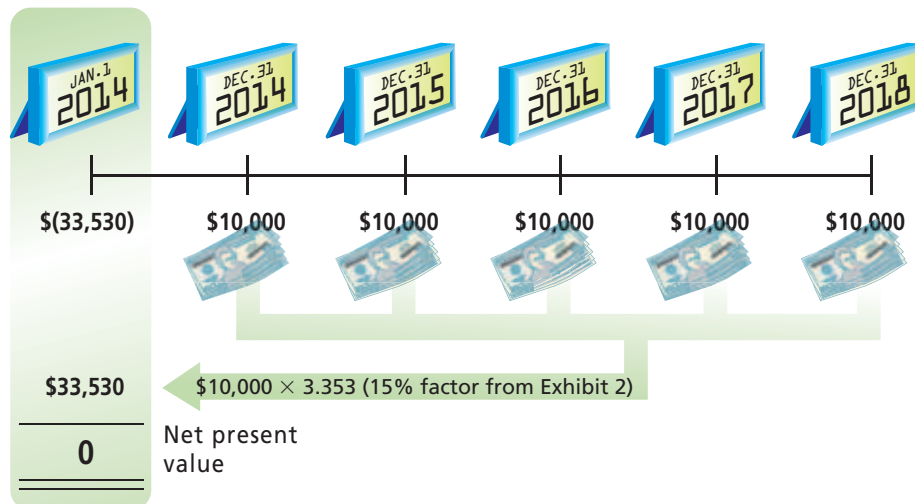 JAN.1
2014
DEC.31
2014
DEC.31
2015
DEC.31
2016
DEC.31
2017
DEC.31
2018
$(33,530) $10,000 $10,000 $10,000 $10,000 $10,000
$33,530 $10,000 × 3.353 (15% factor from Exhibit 2)
0 Net present
value